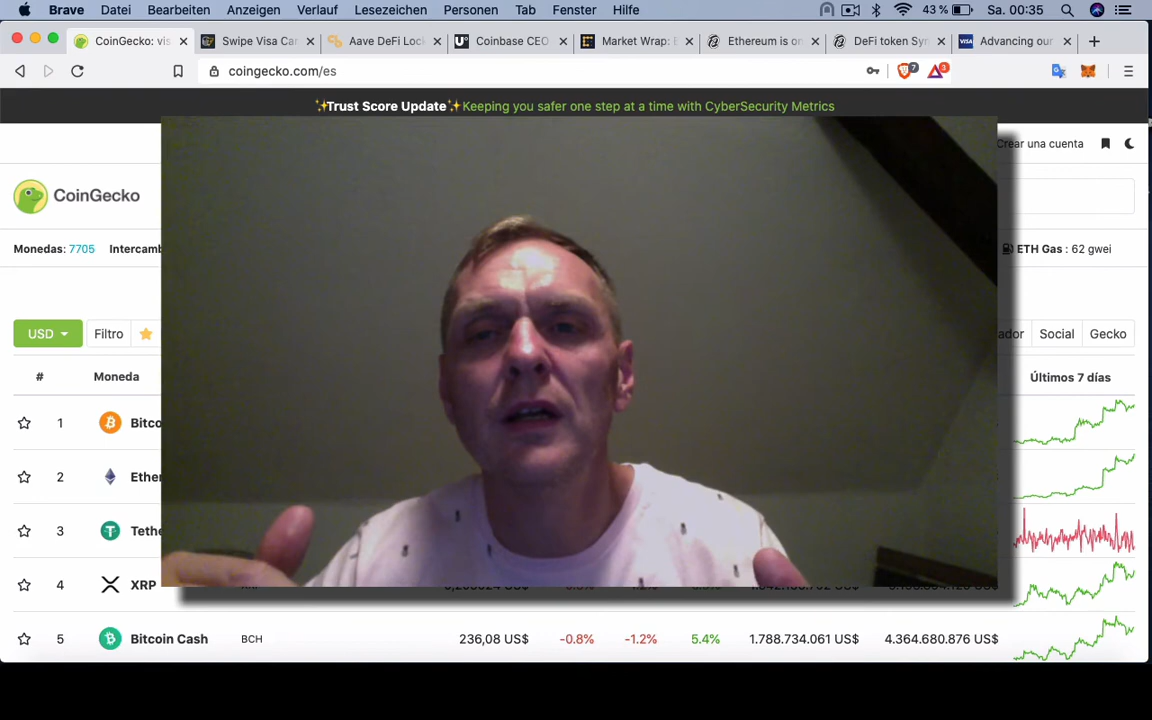 Brave Datei Bearbeiten Anzeigen Verlauf Lesezeichen Personen Tab Fenster Hilfe 43 % Sa. 00:35
CoinGecko: vis Swipe Visa Car Aave DeFi Loc Coinbase CEO Market Wrap: Ethereum is on DeFi token Syn Advancing our
coingecko.com/es 7 3
Trust Score Update Keeping you safer one step at a time with CyberSecurity Metrics
Crear una cuenta
CoinGecko
Monedas: 7705 Intercamb ETH Gas : 62 gwei
USD Filtro ador Social Gecko
# Moneda Últimos 7 días
1 Bitco
2 Ether
3 Tethe
4 XRP
5 Bitcoin Cash BCH 236,08 US$ -0.8% -1.2% 5.4% 1.788.734.061 US$ 4.364.680.876 US$